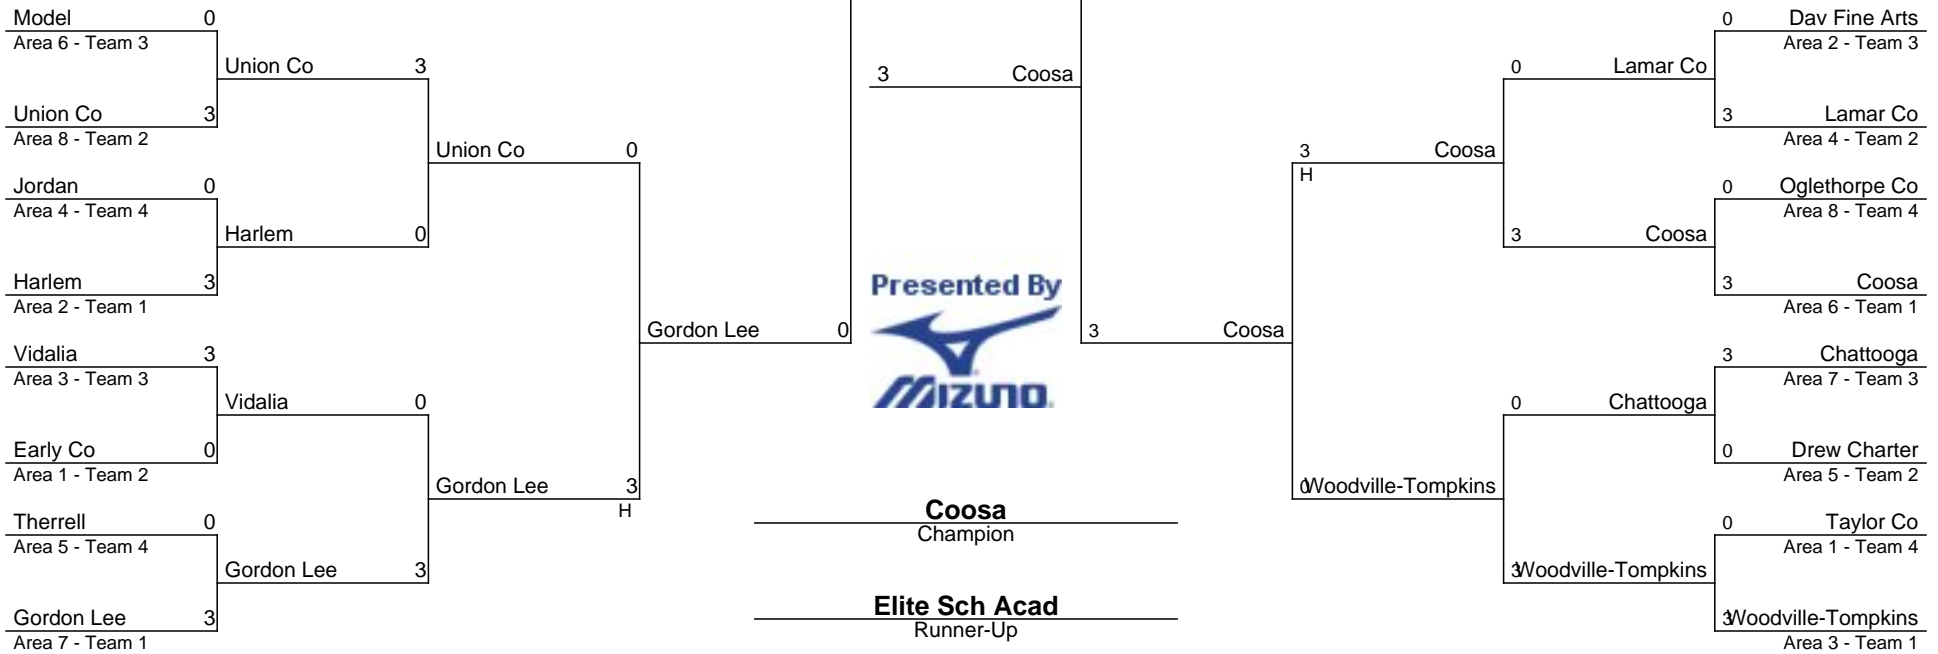 Model 0
Area 6 - Team 3
Union Co 3
Union Co 3
Area 8 - Team 2
Union Co 0
Jordan 0
Area 4 - Team 4
Harlem 0
Harlem 3
Area 2 - Team 1
Gordon Lee 0
Vidalia 3
Area 3 - Team 3
Vidalia 0
Early Co 0
Area 1 - Team 2
Gordon Lee 3
H
Therrell 0
Area 5 - Team 4
Gordon Lee 3
Gordon Lee 3
Area 7 - Team 1
3 Coosa
Presented By
MIZUNO
Coosa
Champion
Elite Sch Acad
Runner-Up
0 Dav Fine Arts
Area 2 - Team 3
0 Lamar Co
3 Lamar Co
Area 4 - Team 2
3 Coosa
H
0 Oglethorpe Co
Area 8 - Team 4
3 Coosa
3 Coosa
Area 6 - Team 1
3 Coosa
3 Chattooga
Area 7 - Team 3
0 Chattooga
0 Drew Charter
Area 5 - Team 2
0 Woodville-Tompkins
0 Taylor Co
Area 1 - Team 4
3 Woodville-Tompkins
3 Woodville-Tompkins
Area 3 - Team 1